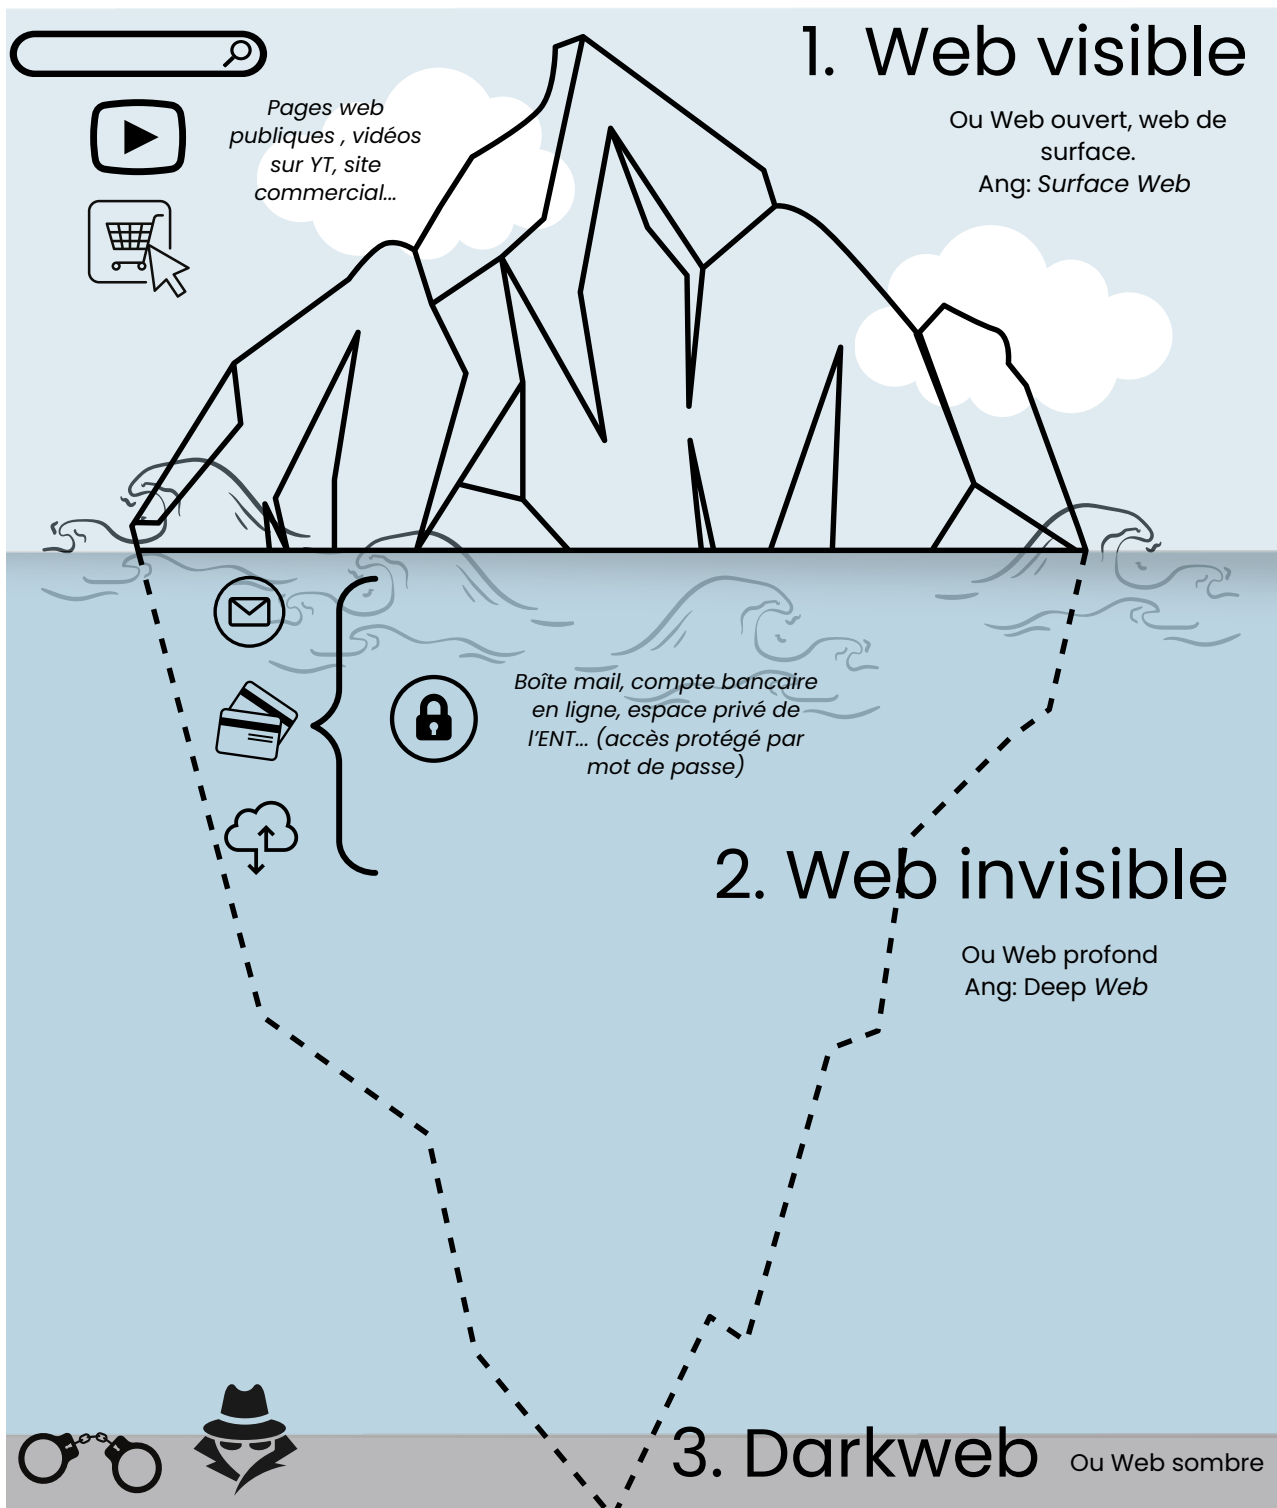 1. Web visible
Pages web
publiques , vidéos
sur YT, site
commercial...
Ou Web ouvert, web de
surface.
Ang: Surface Web
Boîte mail, compte bancaire
en ligne, espace privé de
l'ENT... (accès protégé par
mot de passe)
2. Web invisible
Ou Web profond
Ang: Deep Web
3. Darkweb
Ou Web sombre